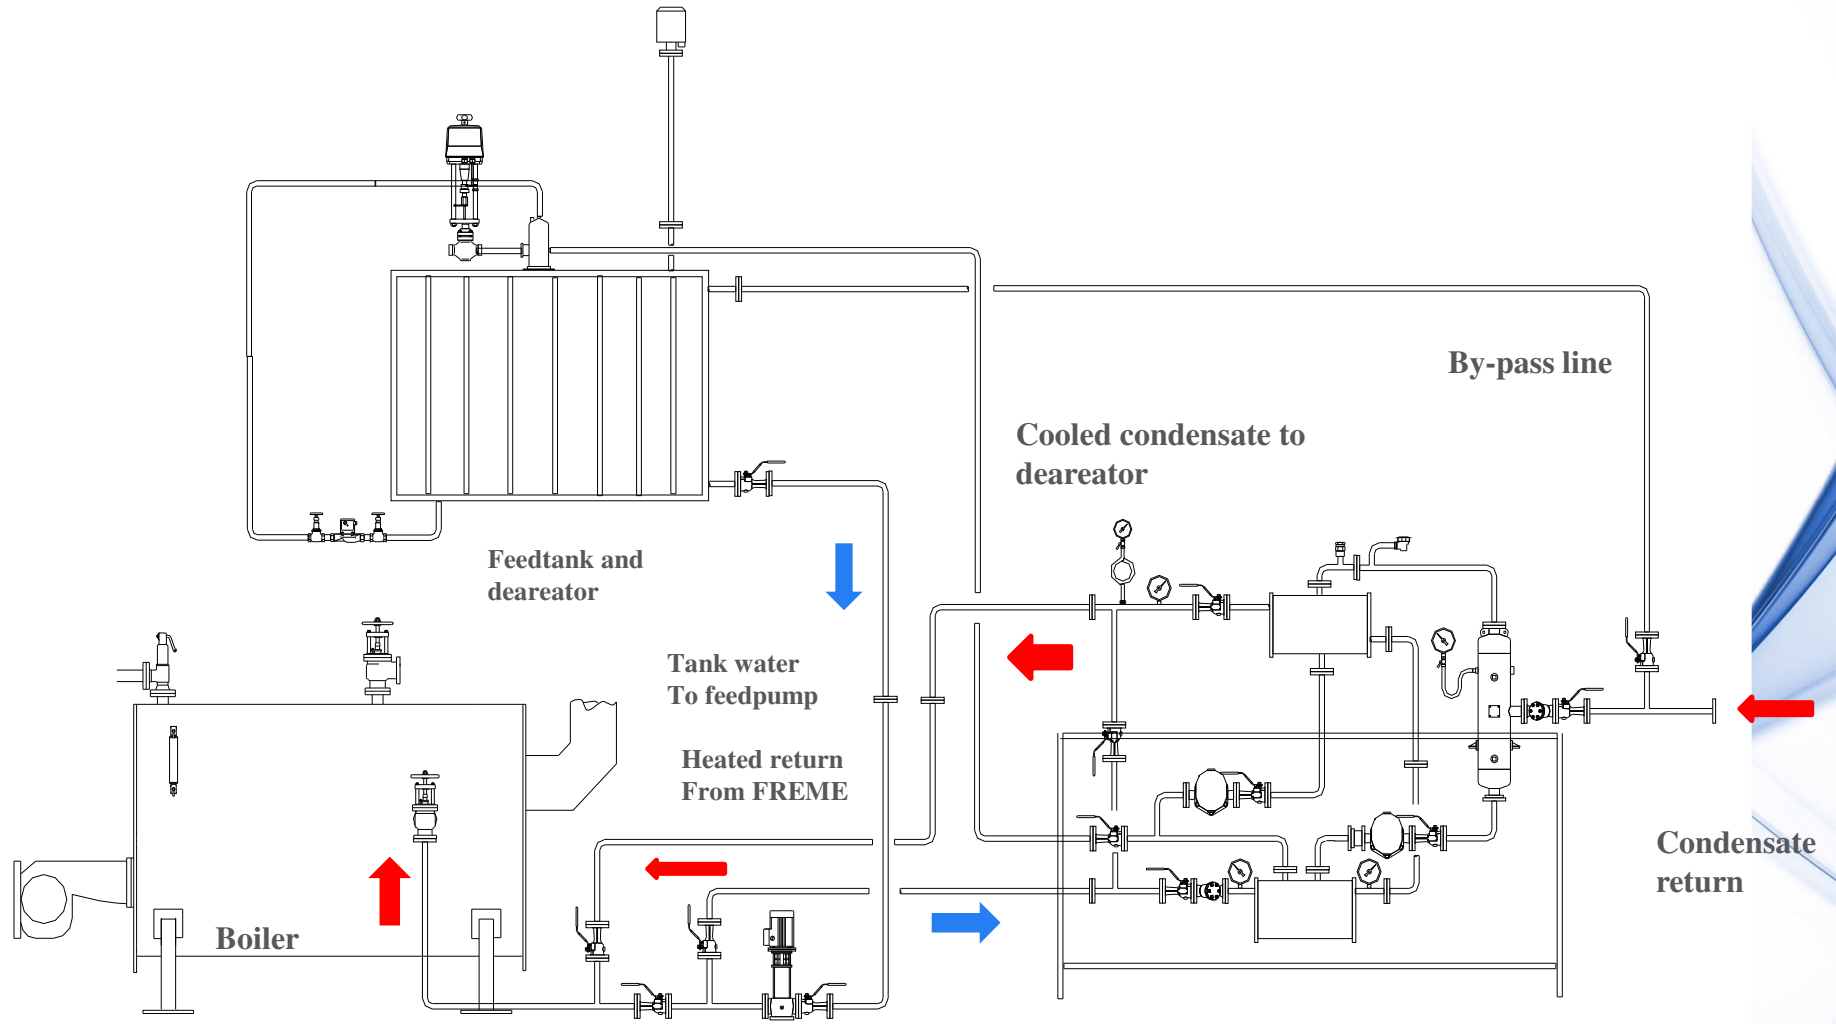 By-pass line
Cooled condensate to
deareator
Feedtank and
deareator
Tank water
To feedpump
Heated return
From FREME
Condensate
return
Boiler